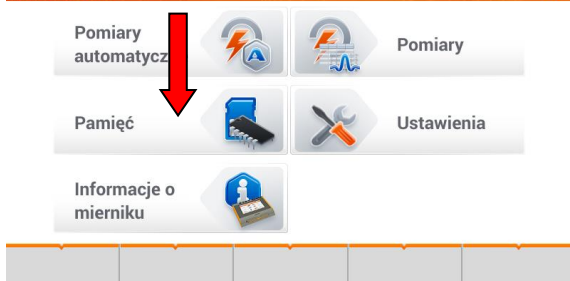 Pomiary
automatycz
Pomiary
Pamięć
Ustawienia
Informacje o
mierniku